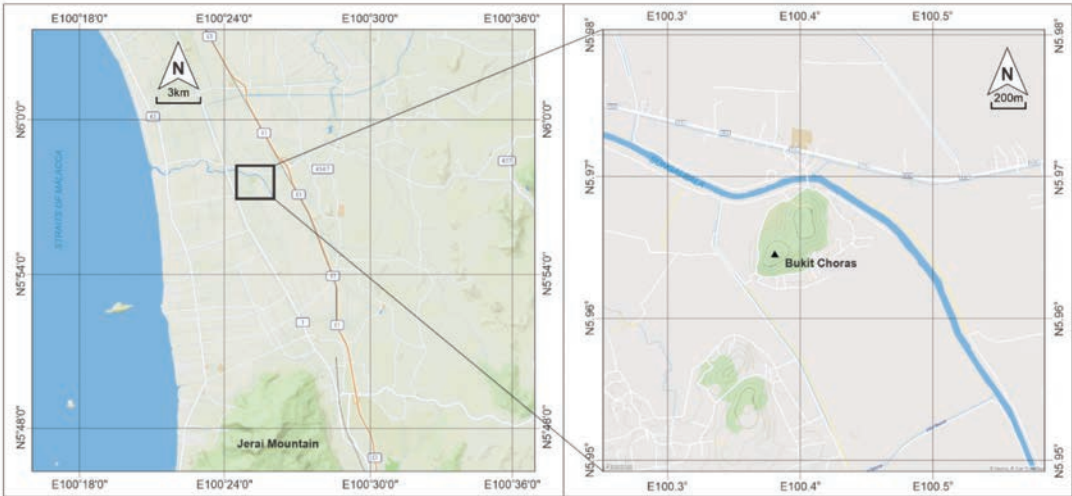 E100°18'0" E100°24'0" E100°30'0" E100°36'0"
N
3km
N6°0'0"
N5°54'0"
N5°48'0"
STRAITS OF MALACCA
Jerai Mountain
E100°18'0" E100°24'0" E100°30'0" E100°36'0"
N6°0'0"
N5°54'0"
N5°48'0"
E100.3° E100.4° E100.5°
N5.98°
N5.97°
N5.96°
N5.95°
N
200m
Bukit Choras
N5.98°
N5.97°
N5.96°
N5.95°
E100.3° E100.4° E100.5°